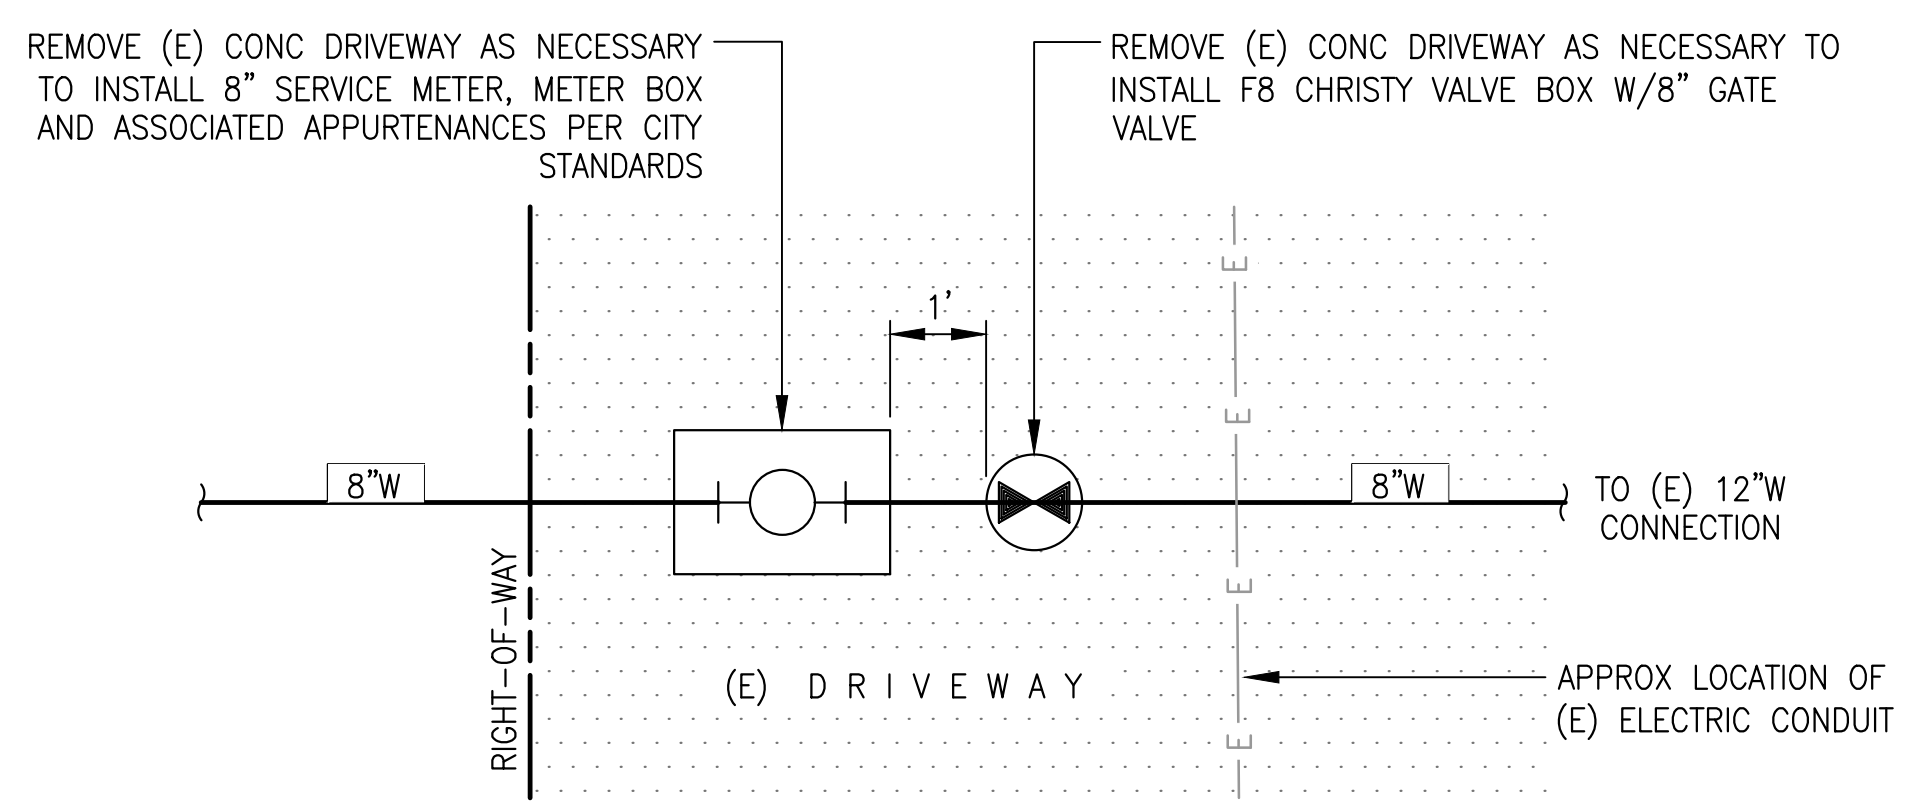 REMOVE (E) CONC DRIVEWAY AS NECESSARY
TO INSTALL 8" SERVICE METER, METER BOX
AND ASSOCIATED APPURTENANCES PER CITY
STANDARDS
REMOVE (E) CONC DRIVEWAY AS NECESSARY TO
INSTALL F8 CHRISTY VALVE BOX W/8" GATE
VALVE
E
1'
E
8"W
8"W
TO (E) 12"W
CONNECTION
RIGHT-OF-WAY
E
(E) DRIVEWAY
APPROX LOCATION OF
(E) ELECTRIC CONDUIT
E